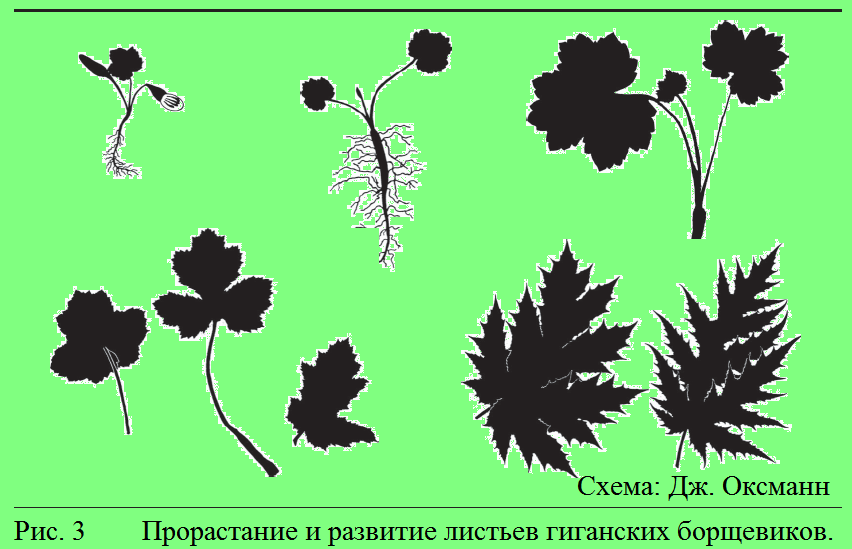 Схема: Дж. Оксманн
Рис. 3 Прорастание и развитие листьев гиганских борщевиков.